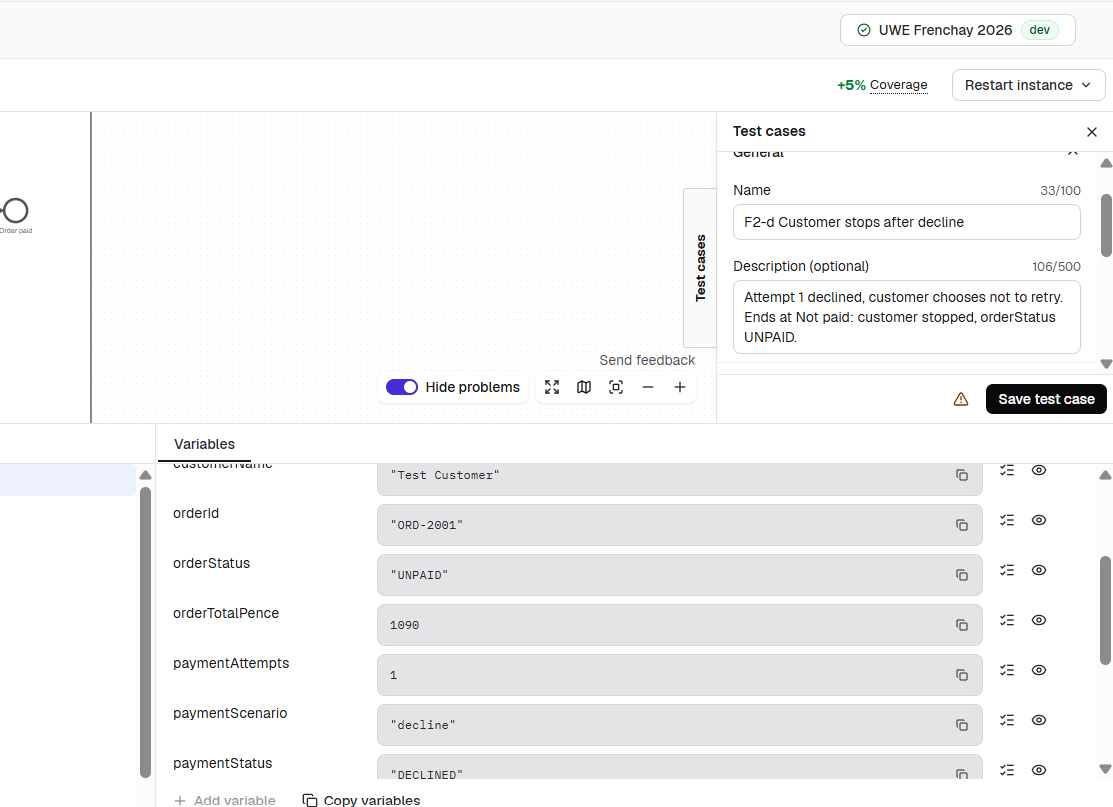 UWE Frenchay 2026 dev
+5% Coverage
Restart instance
Test cases
General
Name
33/100
F2-d Customer stops after decline
Description (optional)
106/500
Attempt 1 declined, customer chooses not to retry.
Ends at Not paid: customer stopped, orderStatus
UNPAID.
Order paid
Test cases
Send feedback
Hide problems
Save test case
Variables
customerName
"Test Customer"
orderId
"ORD-2001"
orderStatus
"UNPAID"
orderTotalPence
1090
paymentAttempts
1
paymentScenario
"decline"
paymentStatus
"DECLINED"
Add variable
Copy variables